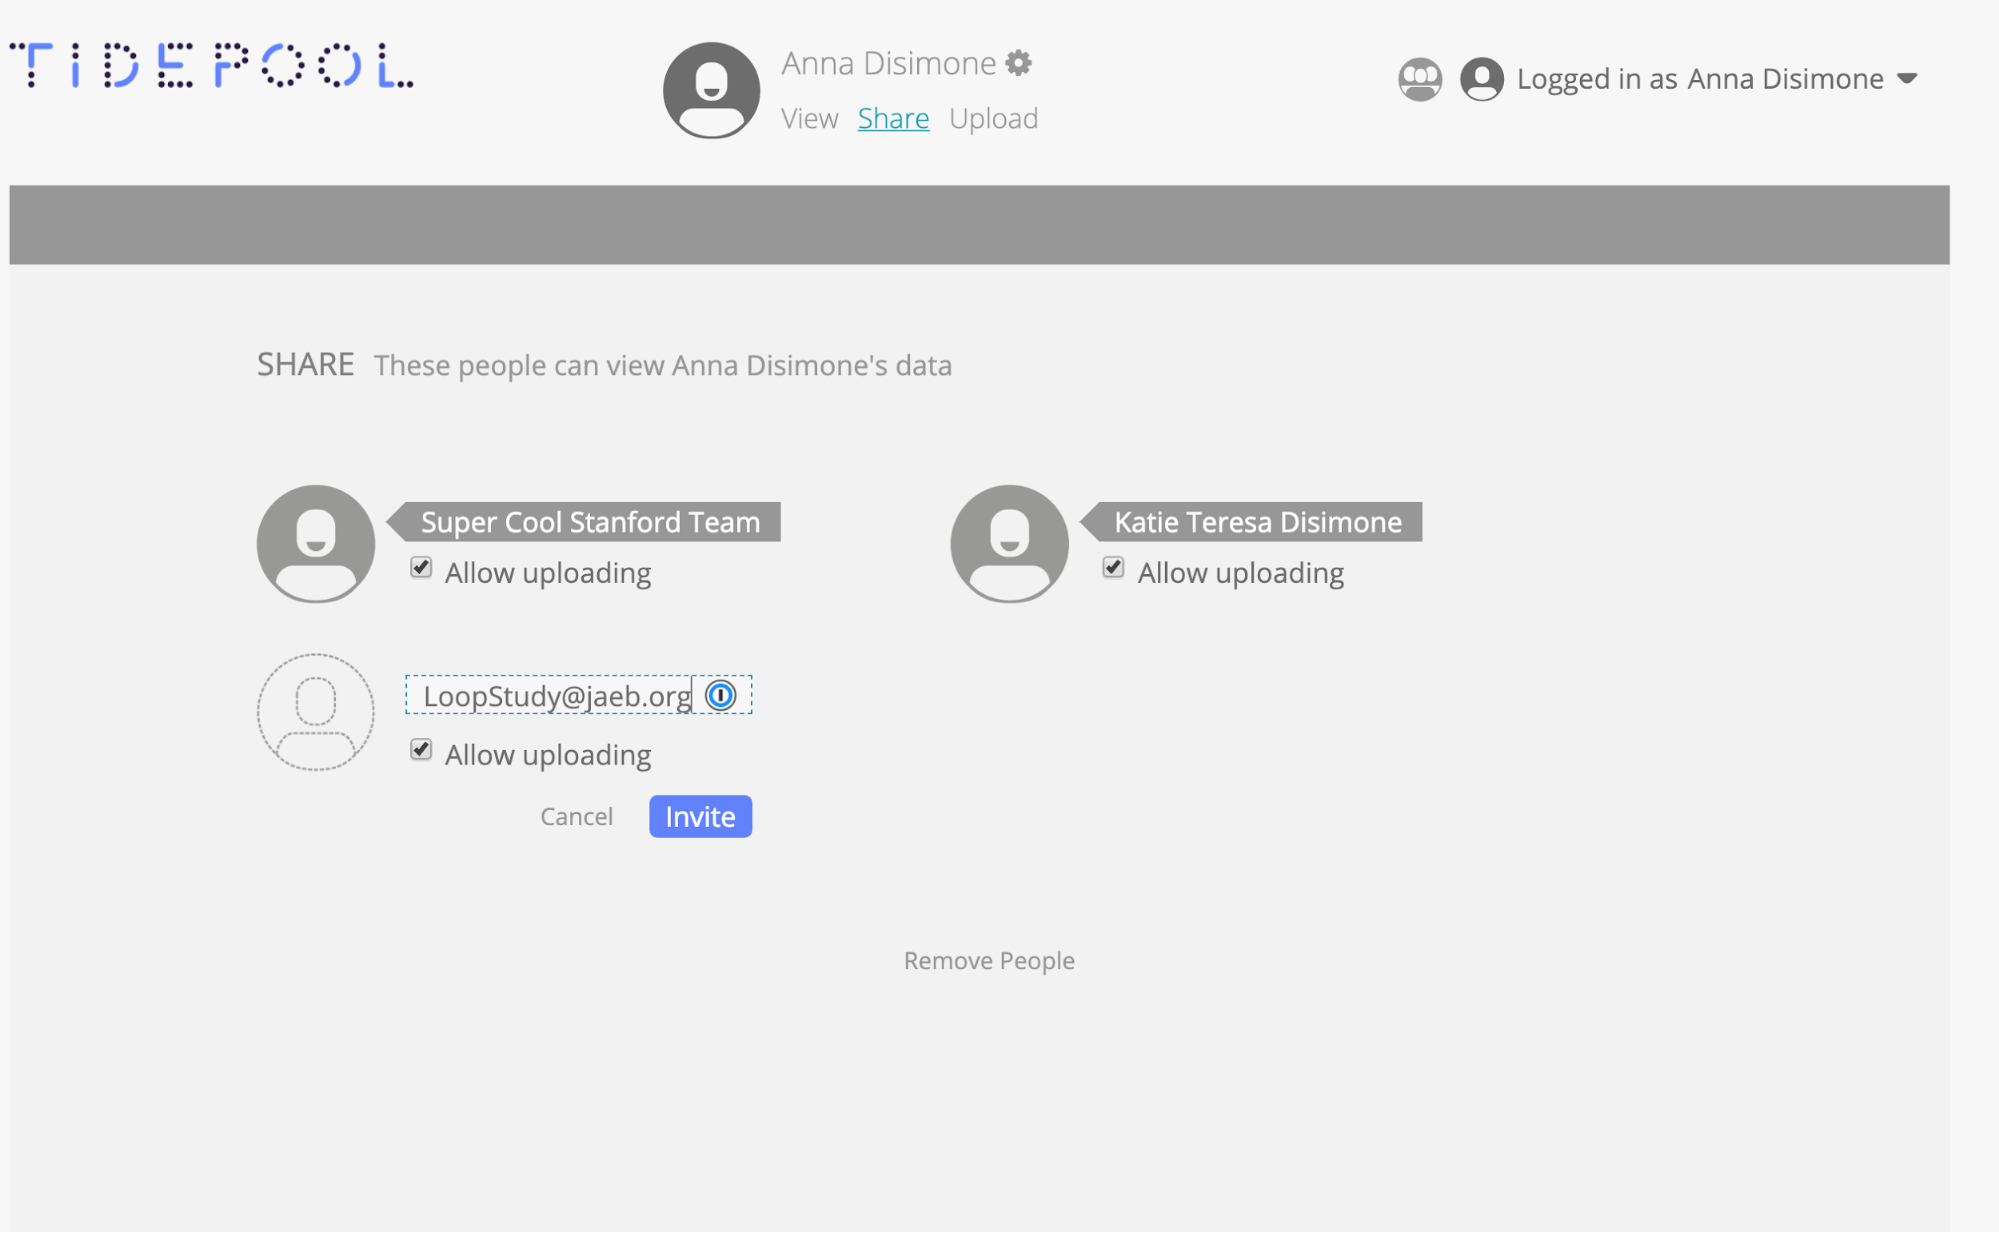 TIDEPOOL
Anna Disimone
View Share Upload
Logged in as Anna Disimone
SHARE These people can view Anna Disimone's data
Super Cool Stanford Team
Allow uploading
Katie Teresa Disimone
Allow uploading
LoopStudy@jaeb.org
Allow uploading
Cancel Invite
Remove People